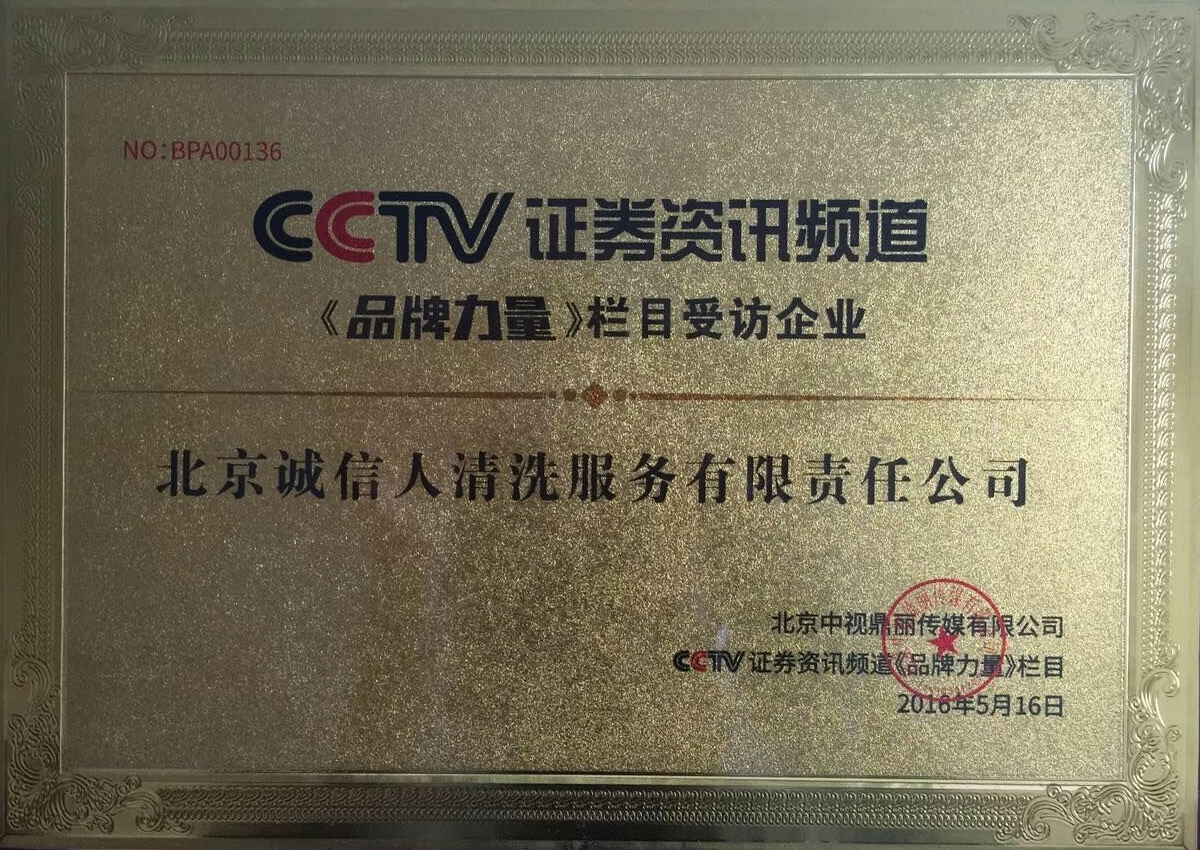 NO:BPA00136
CCTV 证券资讯频道
《品牌力量》栏目受访企业
北京诚信人清洗服务有限责任公司
北京中视鼎丽传媒有限公司
CCTV 证券资讯频道《品牌力量》栏目
2016年5月16日